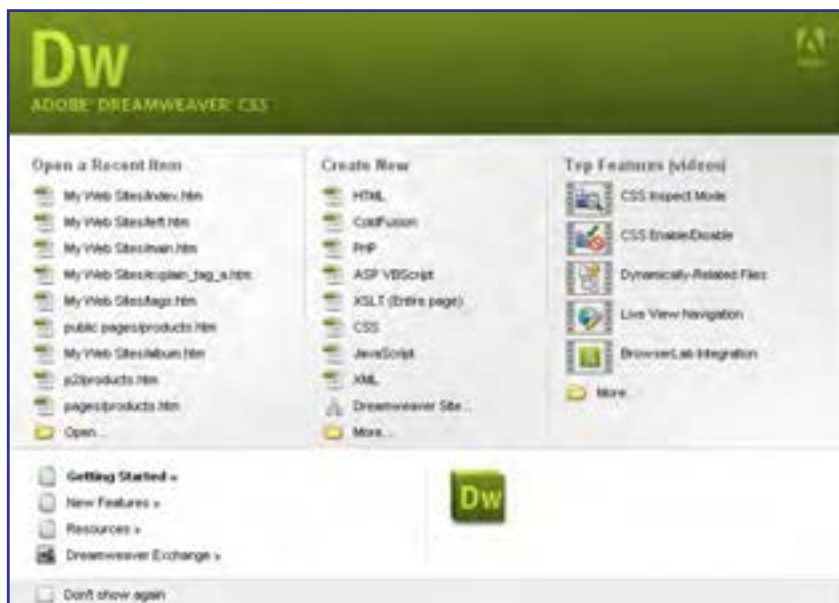 Dw
ADOBE® DREAMWEAVER® CS5
Open a Recent Item
My Web Sites/index.htm
My Web Sites/left.htm
My Web Sites/main.htm
My Web Sites/explain_tag_a.htm
My Web Sites/tags.htm
public pages/products.htm
My Web Sites/album.htm
p2/products.htm
pages/products.htm
Open...
Create New
HTML
ColdFusion
PHP
ASP VBScript
XSLT (Entire page)
CSS
JavaScript
XML
Dreamweaver Site...
More...
Top Features (videos)
CSS Inspect Mode
CSS Enable/Disable
Dynamically-Related Files
Live View Navigation
BrowserLab Integration
More...
Getting Started »
New Features »
Resources »
Dreamweaver Exchange »
Dw
Don't show again